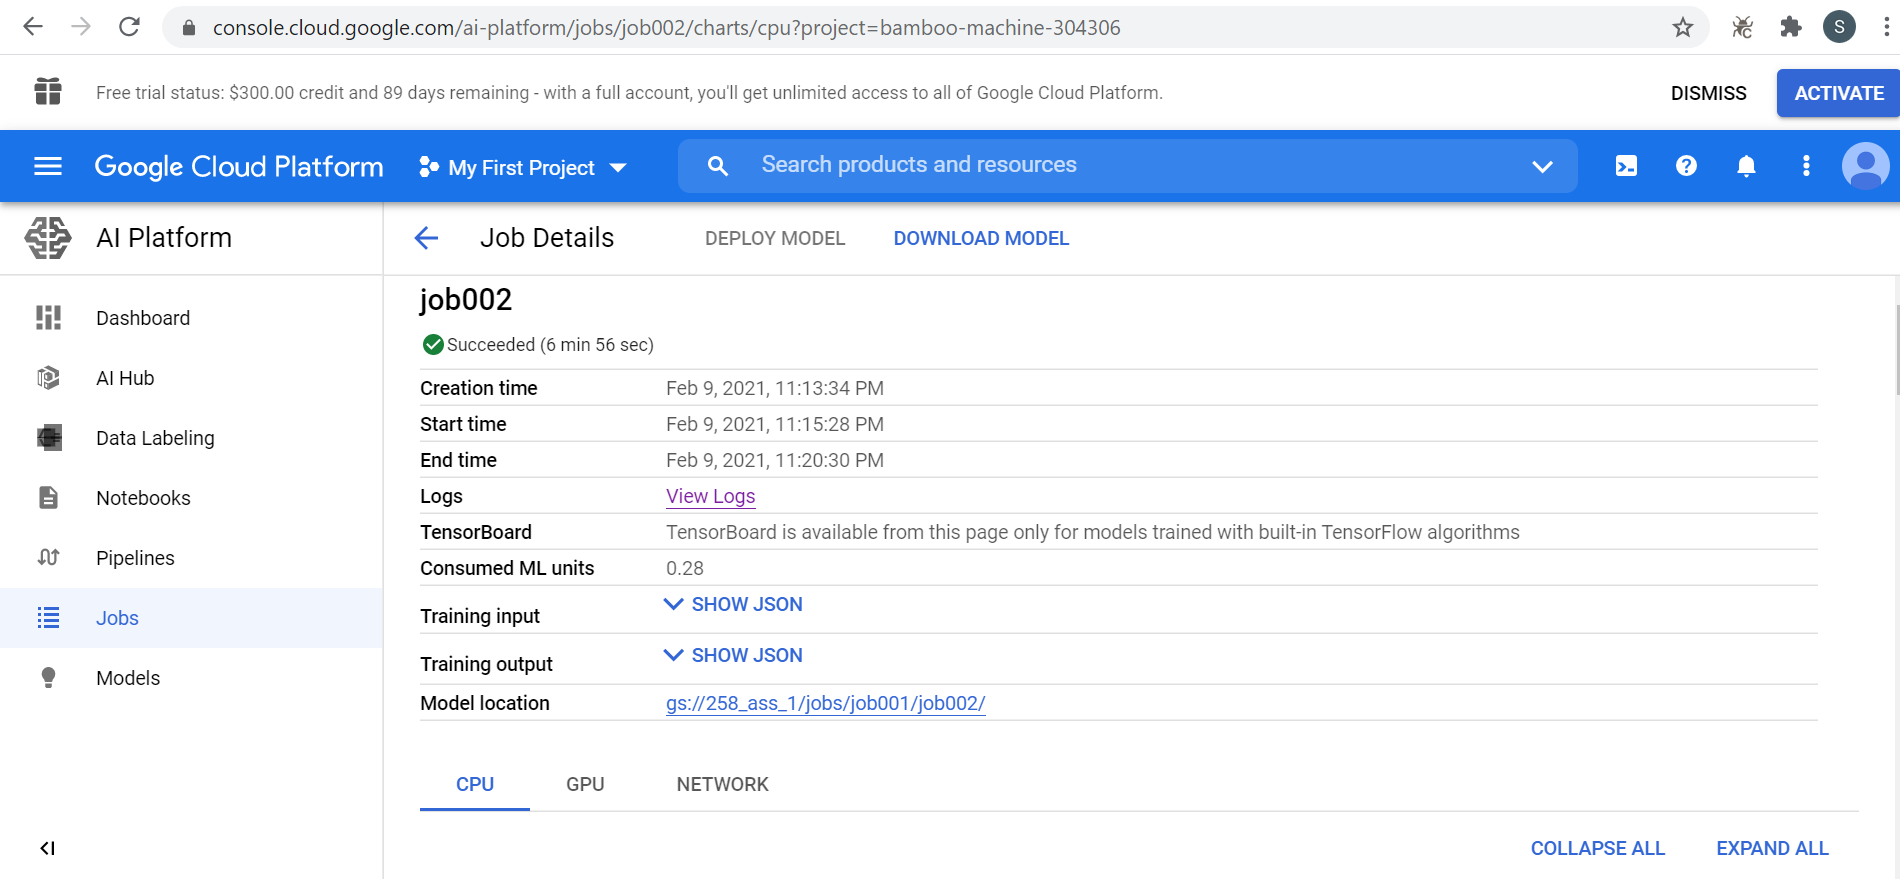 console.cloud.google.com/ai-platform/jobs/job002/charts/cpu?project=bamboo-machine-304306
S
Free trial status: $300.00 credit and 89 days remaining - with a full account, you'll get unlimited access to all of Google Cloud Platform.
DISMISS
ACTIVATE
Google Cloud Platform
My First Project
Search products and resources
AI Platform
Job Details
DEPLOY MODEL
DOWNLOAD MODEL
Dashboard
AI Hub
Data Labeling
Notebooks
Pipelines
Jobs
Models
job002
Succeeded (6 min 56 sec)
Creation time Feb 9, 2021, 11:13:34 PM
Start time Feb 9, 2021, 11:15:28 PM
End time Feb 9, 2021, 11:20:30 PM
Logs View Logs
TensorBoard TensorBoard is available from this page only for models trained with built-in TensorFlow algorithms
Consumed ML units 0.28
Training input SHOW JSON
Training output SHOW JSON
Model location gs://258_ass_1/jobs/job001/job002/
CPU GPU NETWORK
COLLAPSE ALL EXPAND ALL